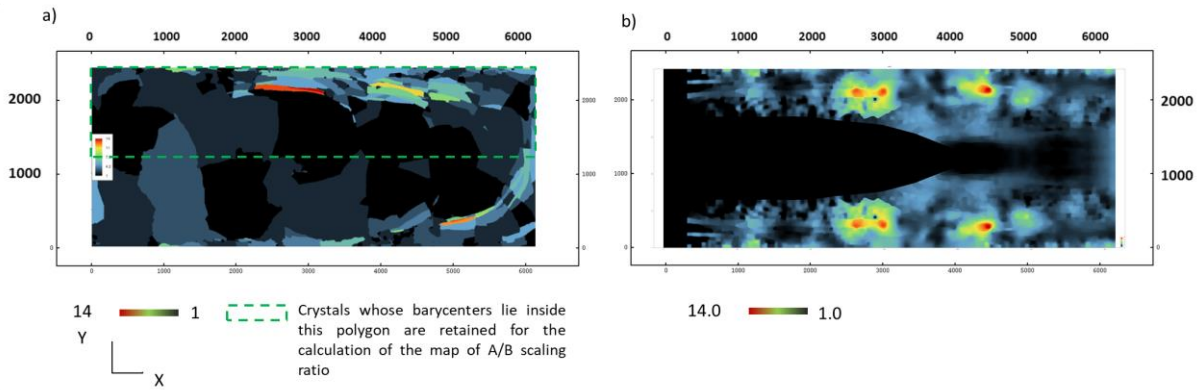 a)
0 1000 2000 3000 4000 5000 6000
2000
1000
2000
1000
0
0 1000 2000 3000 4000 5000 6000
14 1
Y
X
Crystals whose barycenters lie inside
this polygon are retained for the
calculation of the map of A/B scaling
ratio
b)
0 1000 2000 3000 4000 5000 6000
2000
1000
0
2000
1000
0
0 1000 2000 3000 4000 5000 6000
14.0 1.0